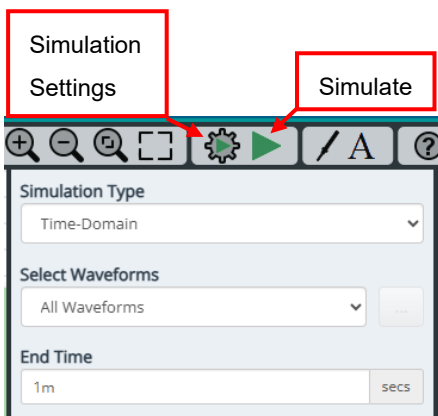 Simulation
Settings
Simulate
A
?
Simulation Type
Time-Domain
Select Waveforms
All Waveforms
...
End Time
1m
secs